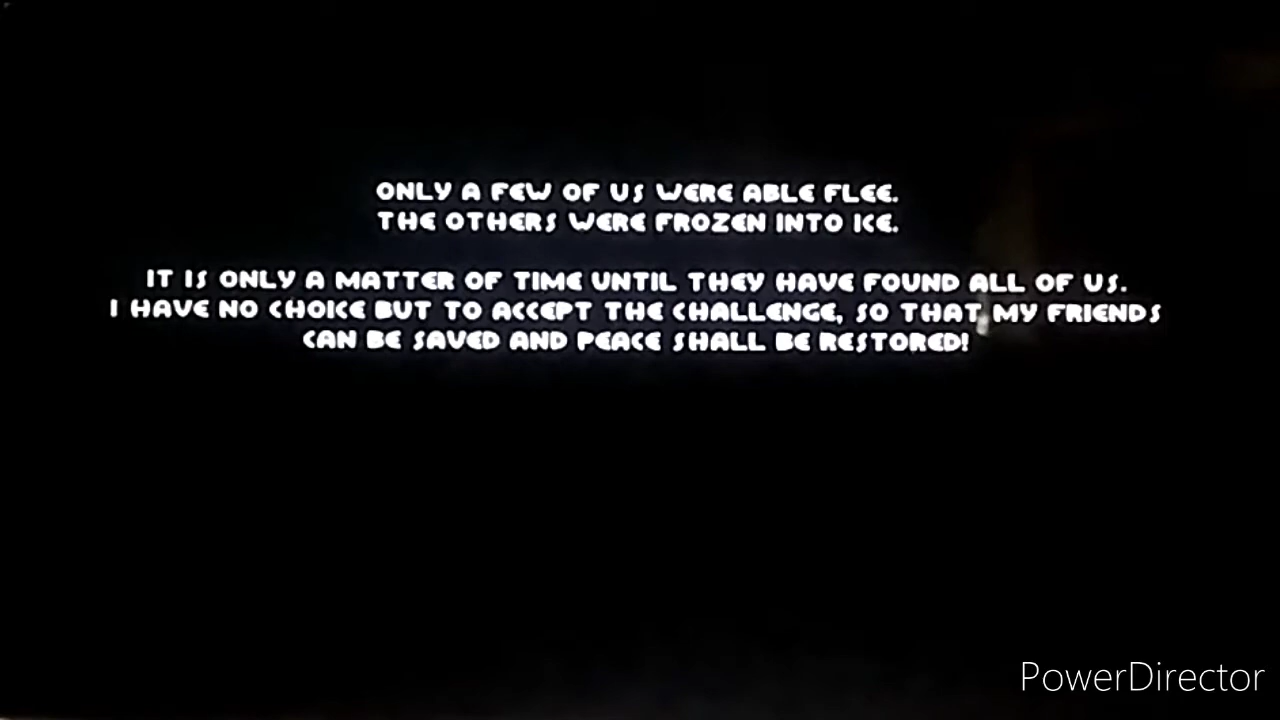 ONLY A FEW OF US WERE ABLE FLEE.
THE OTHERS WERE FROZEN INTO ICE.
IT IS ONLY A MATTER OF TIME UNTIL THEY HAVE FOUND ALL OF US.
I HAVE NO CHOICE BUT TO ACCEPT THE CHALLENGE, SO THAT MY FRIENDS
CAN BE SAVED AND PEACE SHALL BE RESTORED!
PowerDirector